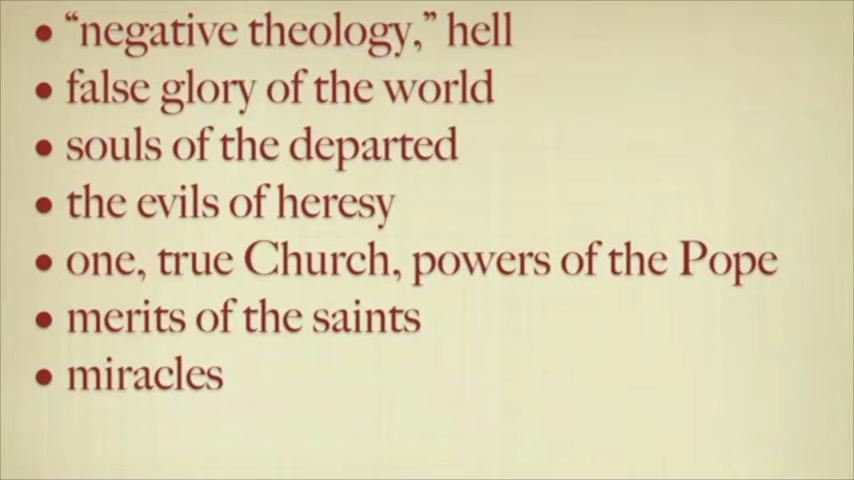 • “negative theology,” hell
• false glory of the world
• souls of the departed
• the evils of heresy
• one, true Church, powers of the Pope
• merits of the saints
• miracles